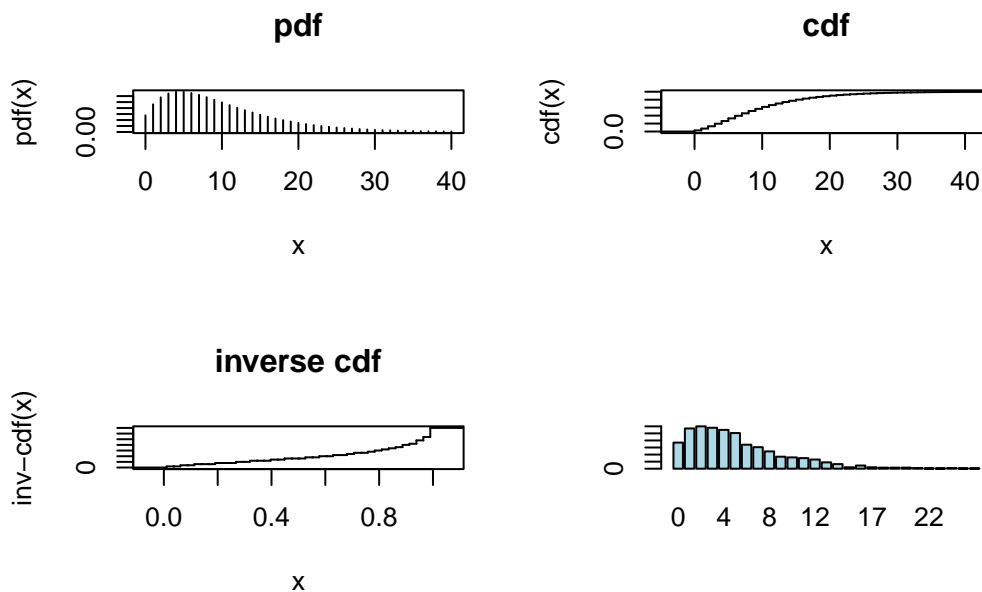 pdf
pdf(x)
0.00
0 10 20 30 40
x
cdf
cdf(x)
0.0
0 10 20 30 40
x
inverse cdf
inv−cdf(x)
0
0.0 0.4 0.8
x
0
0 4 8 12 17 22